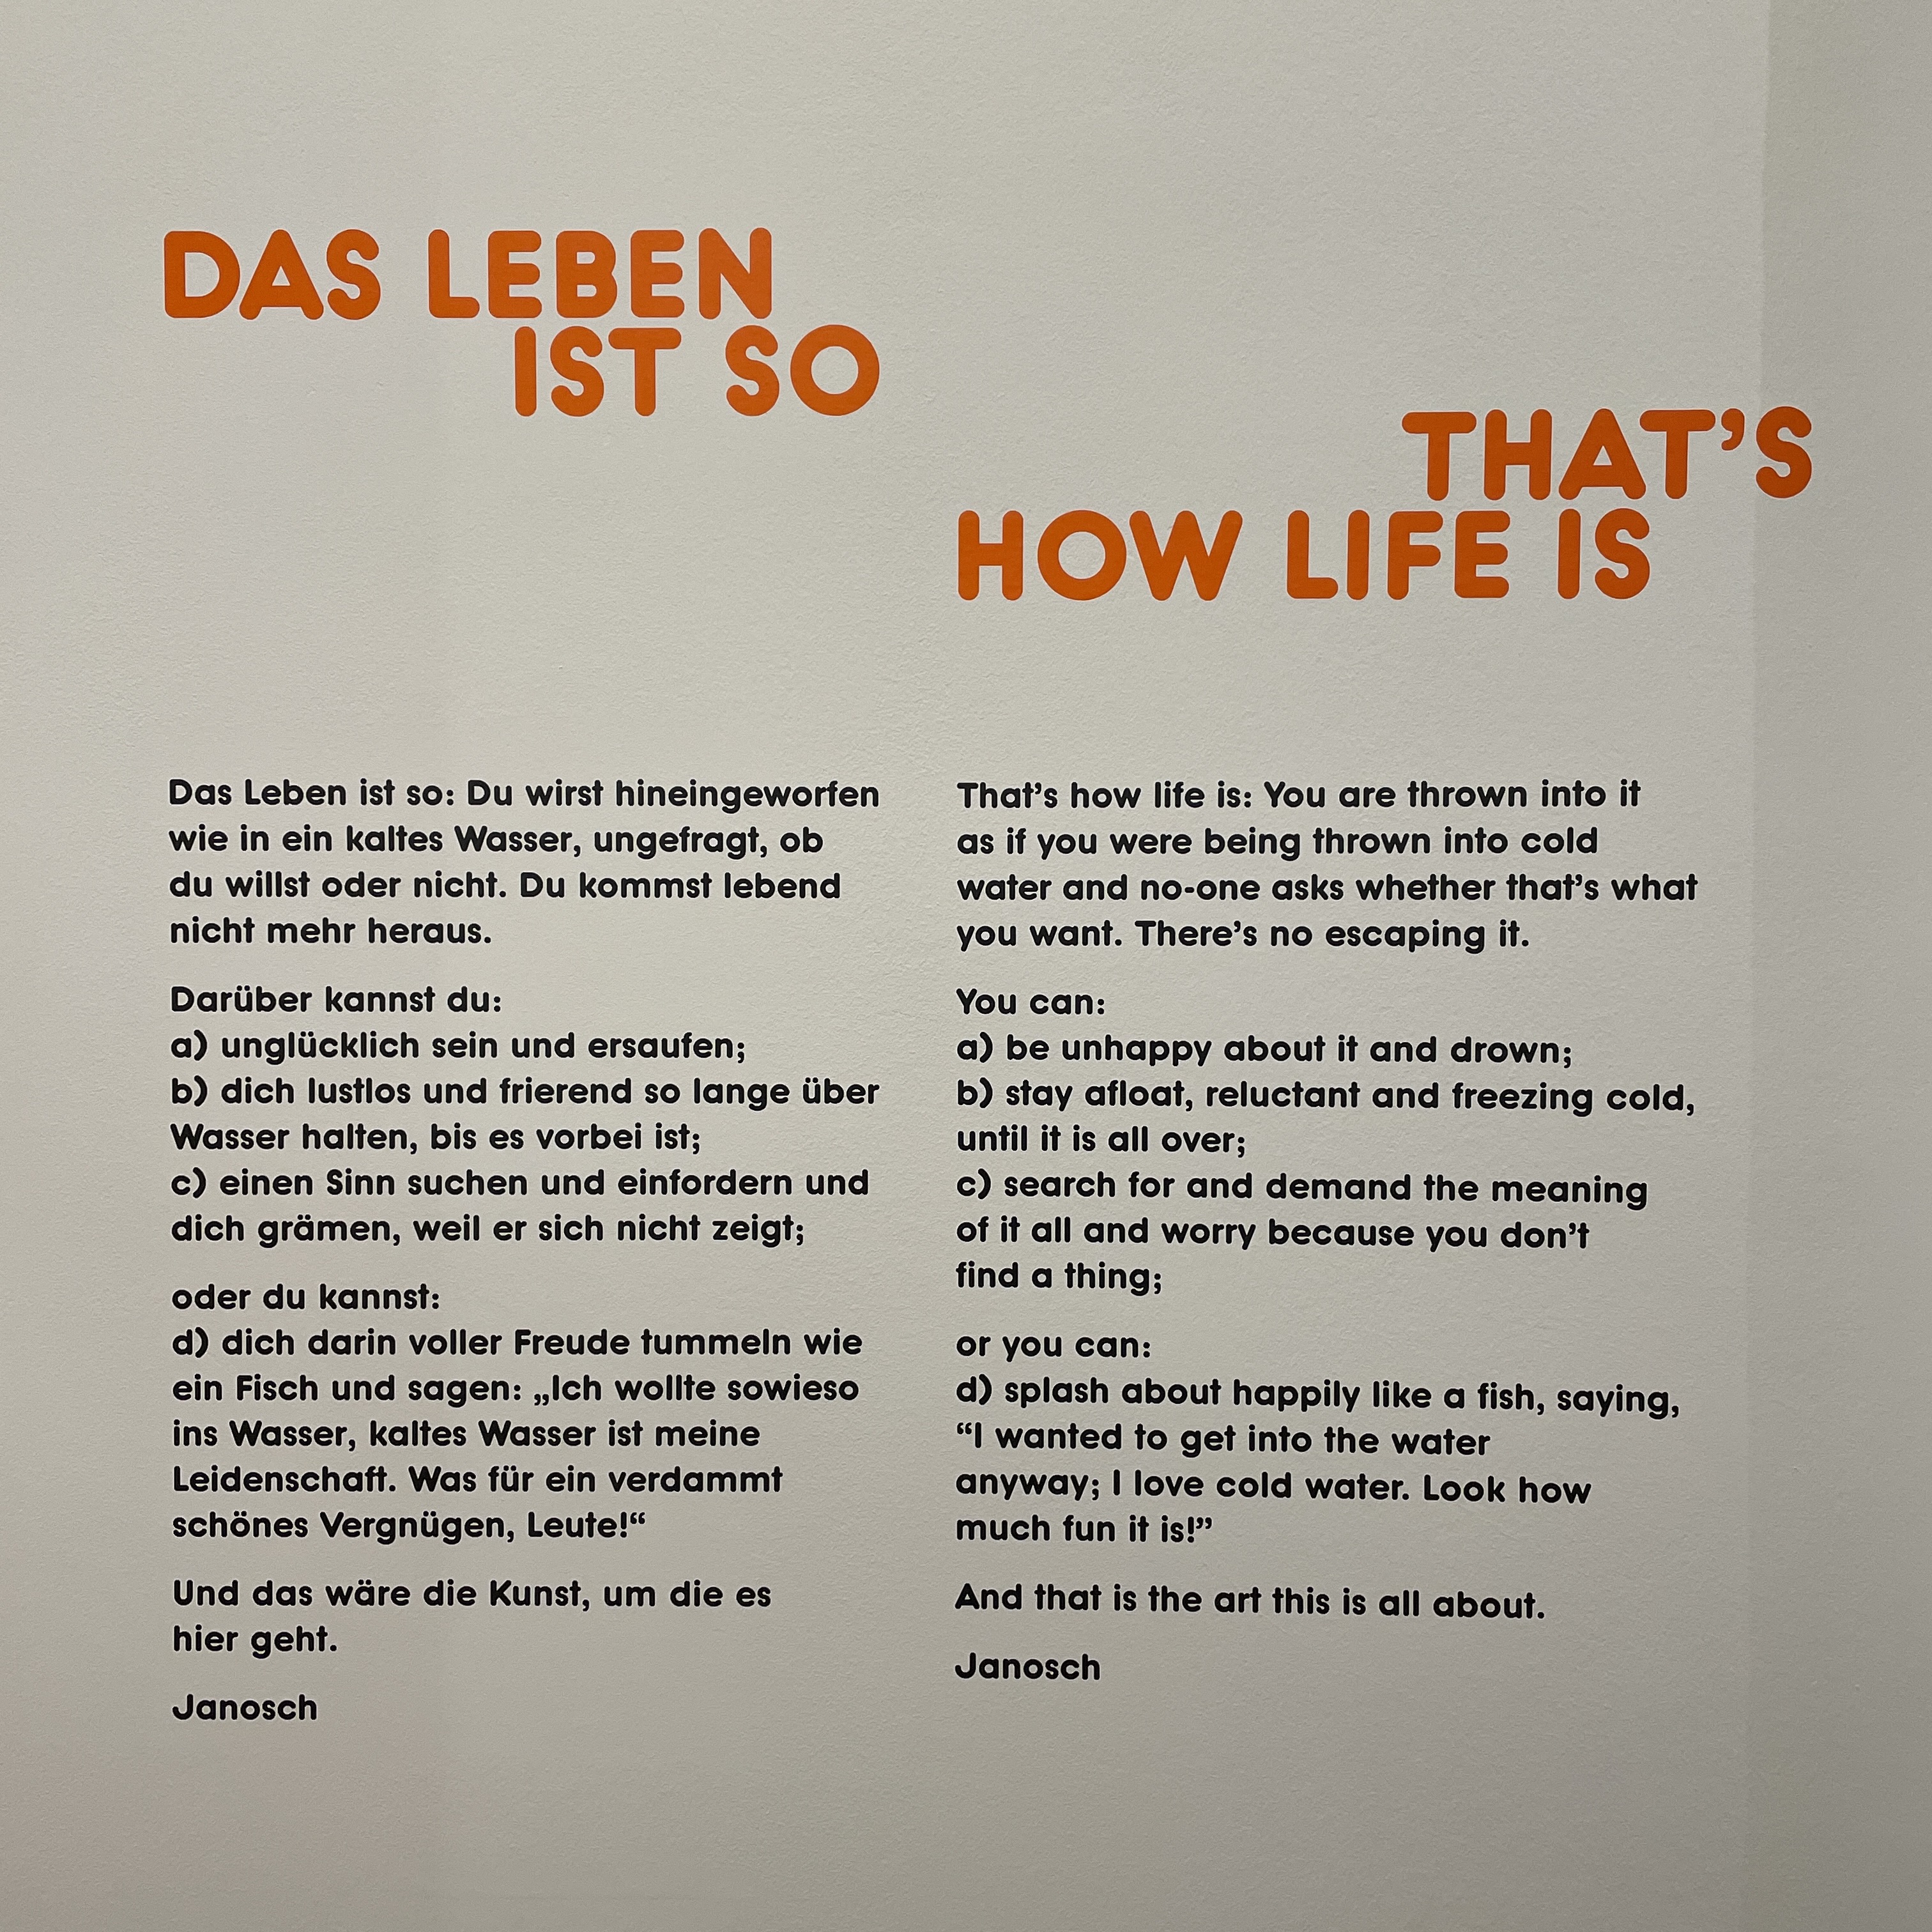 DAS LEBEN
IST SO
Das Leben ist so: Du wirst hineingeworfen
wie in ein kaltes Wasser, ungefragt, ob
du willst oder nicht. Du kommst lebend
nicht mehr heraus.
Darüber kannst du:
a) unglücklich sein und ersaufen;
b) dich lustlos und frierend so lange über
Wasser halten, bis es vorbei ist;
c) einen Sinn suchen und einfordern und
dich grämen, weil er sich nicht zeigt;
oder du kannst:
d) dich darin voller Freude tummeln wie
ein Fisch und sagen: „Ich wollte sowieso
ins Wasser, kaltes Wasser ist meine
Leidenschaft. Was für ein verdammt
schönes Vergnügen, Leute!“
Und das wäre die Kunst, um die es
hier geht.
Janosch
THAT’S
HOW LIFE IS
That’s how life is: You are thrown into it
as if you were being thrown into cold
water and no-one asks whether that’s what
you want. There’s no escaping it.
You can:
a) be unhappy about it and drown;
b) stay afloat, reluctant and freezing cold,
until it is all over;
c) search for and demand the meaning
of it all and worry because you don’t
find a thing;
or you can:
d) splash about happily like a fish, saying,
“I wanted to get into the water
anyway; I love cold water. Look how
much fun it is!”
And that is the art this is all about.
Janosch